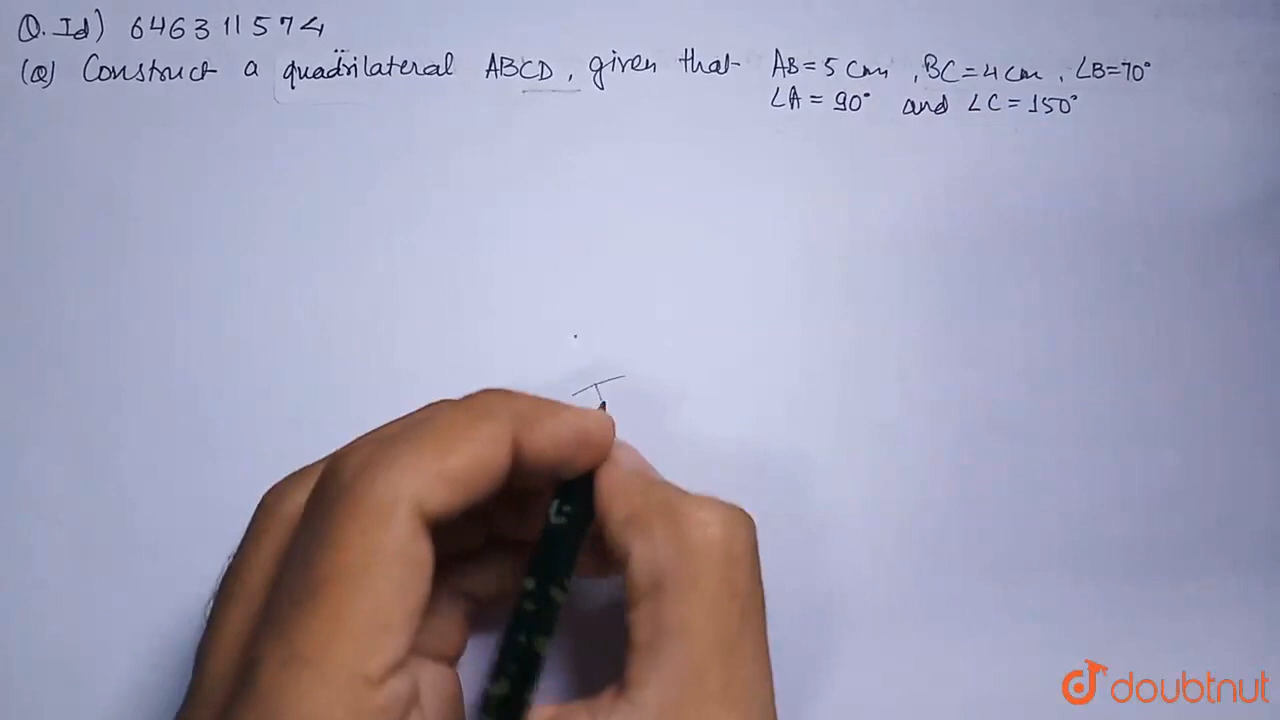 Q. Id) 646311574
(Q) Construct a quadrilateral ABCD, given that AB = 5 cm, BC = 4 cm, ∠B = 70°
∠A = 90° and ∠C = 150°
doubtnut